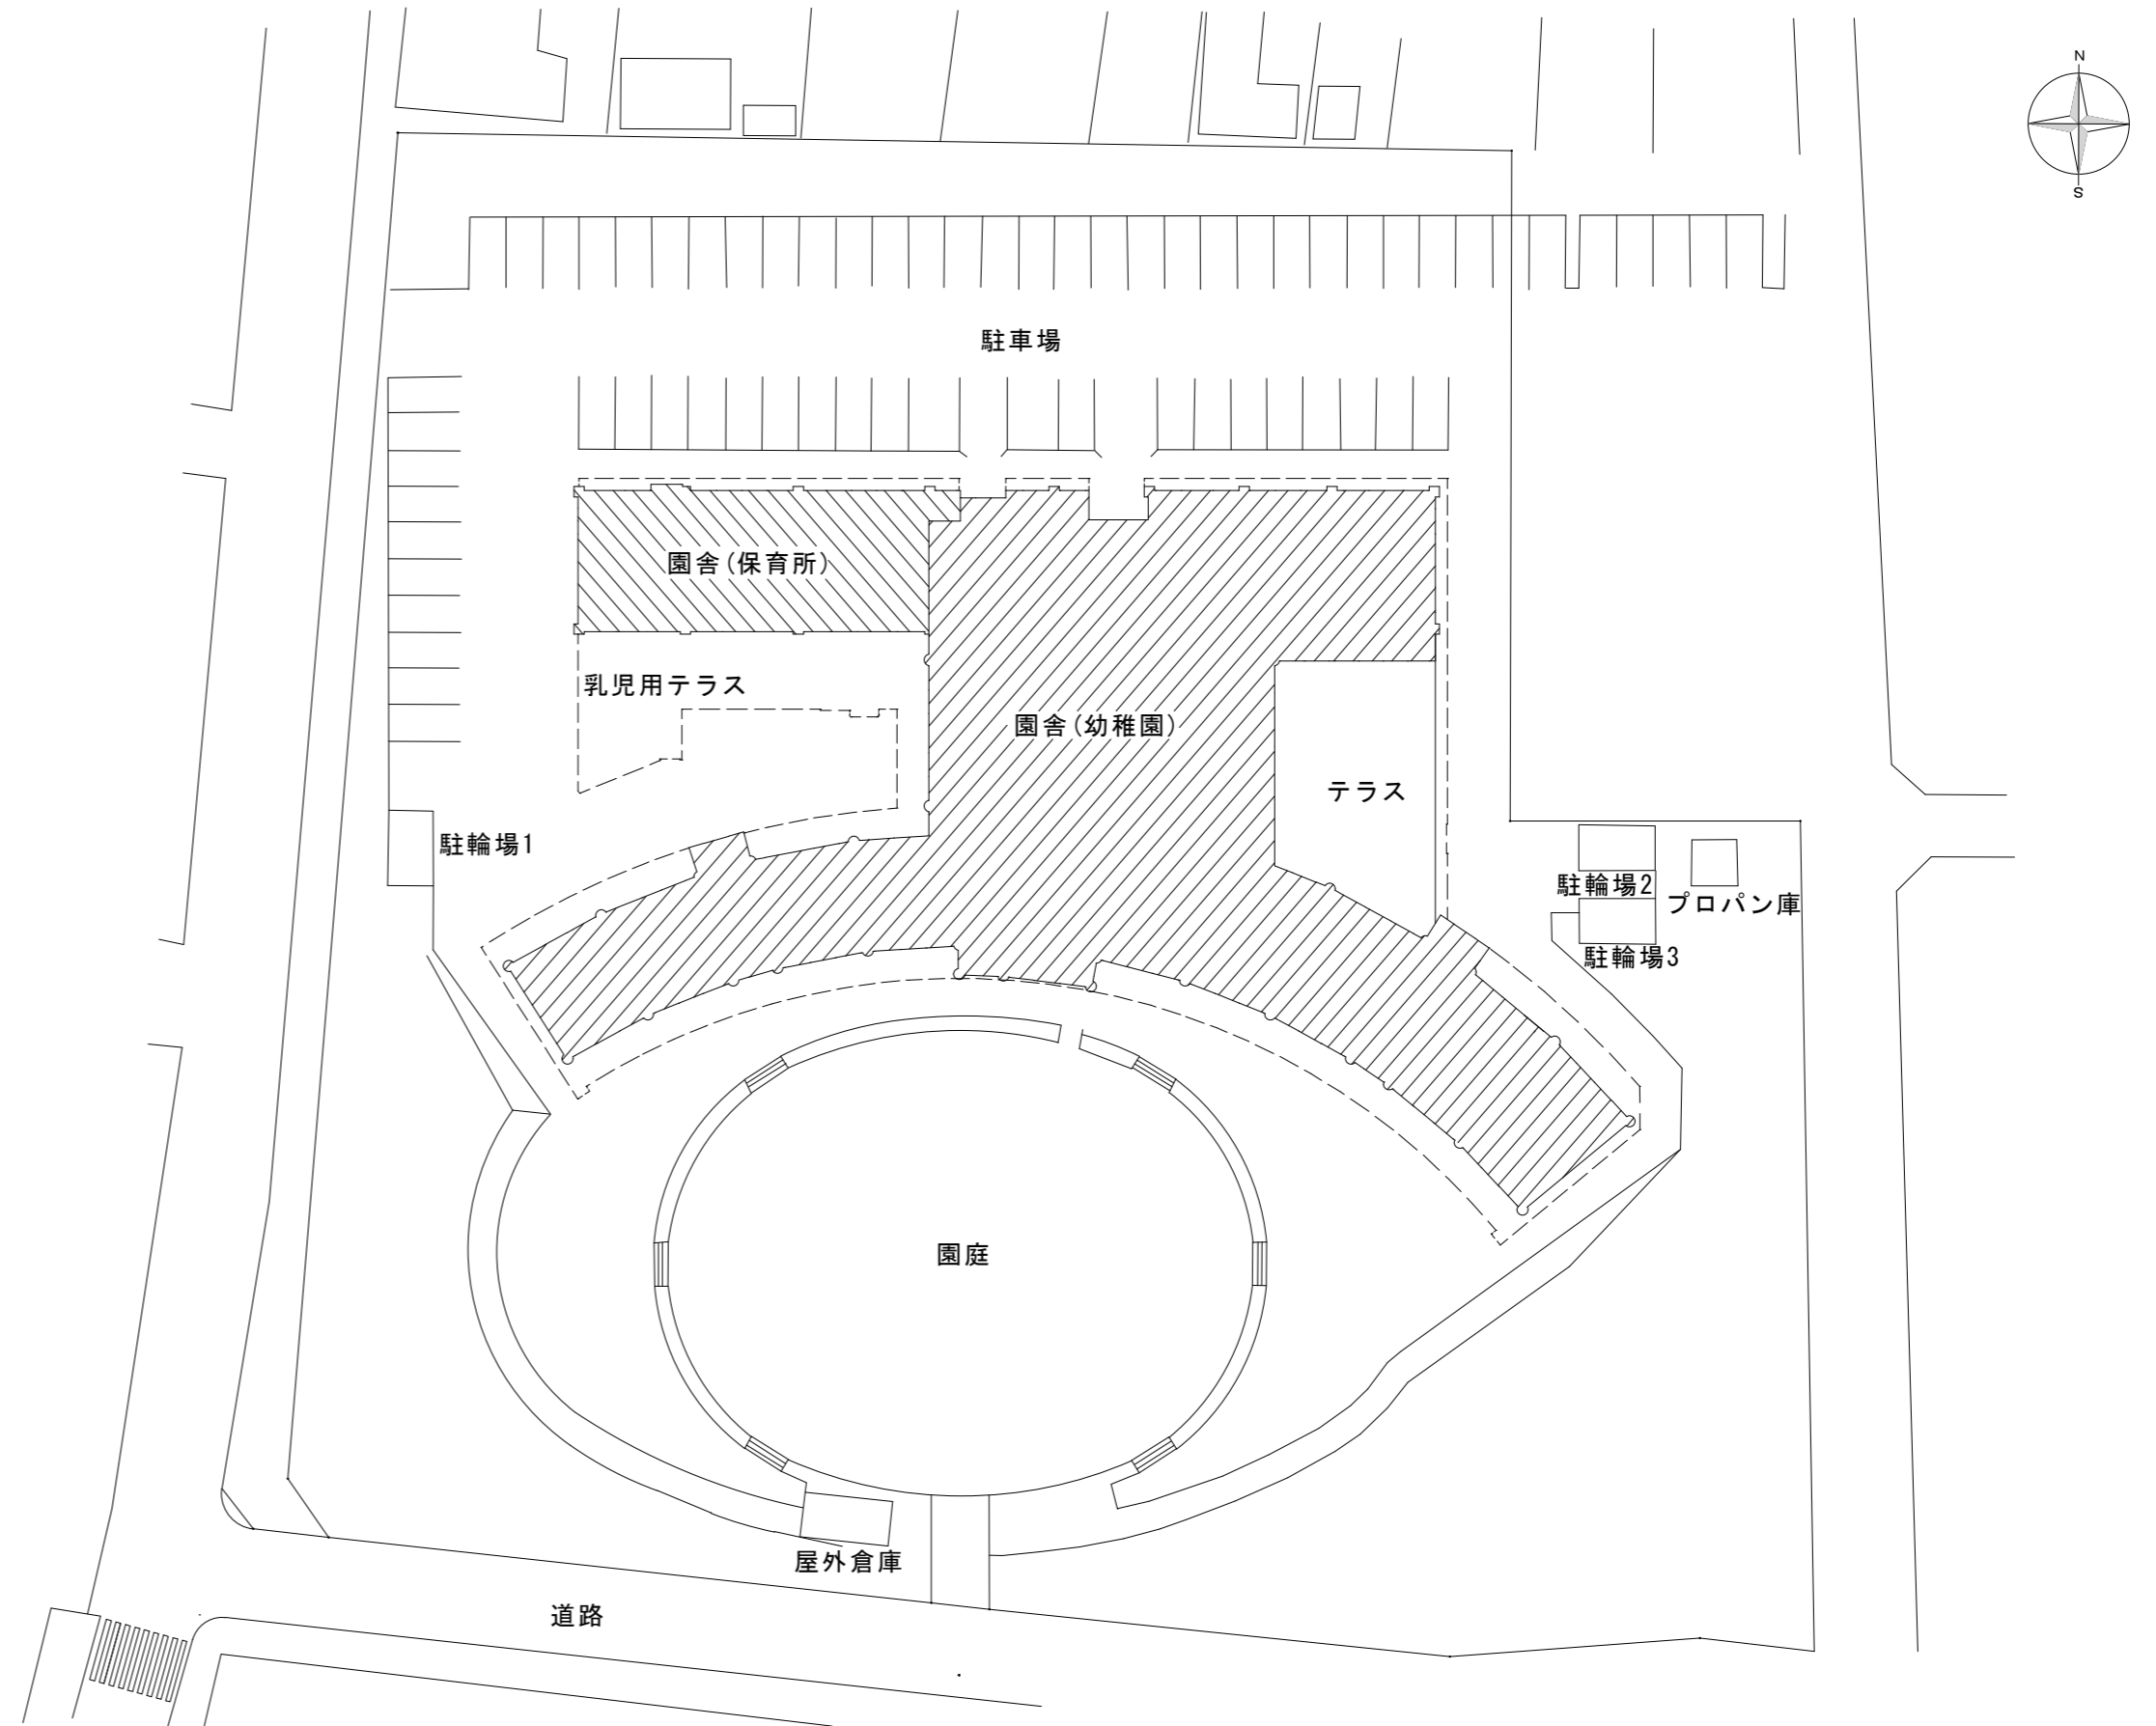 N
S
駐車場
園舎(保育所)
乳児用テラス
園舎(幼稚園)
テラス
駐輪場1
駐輪場2
プロパン庫
駐輪場3
園庭
屋外倉庫
道路